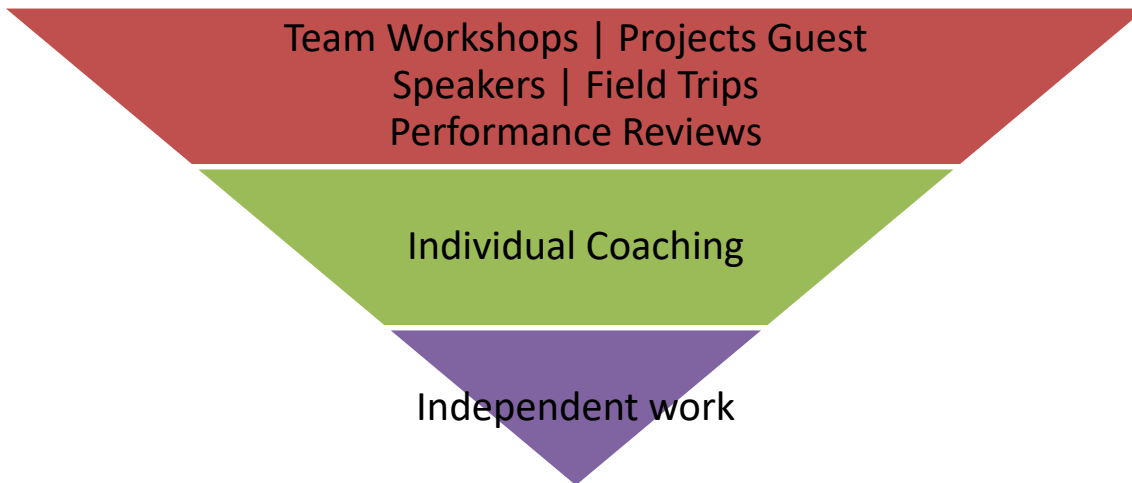 Team Workshops | Projects Guest
Speakers | Field Trips
Performance Reviews
Individual Coaching
Independent work